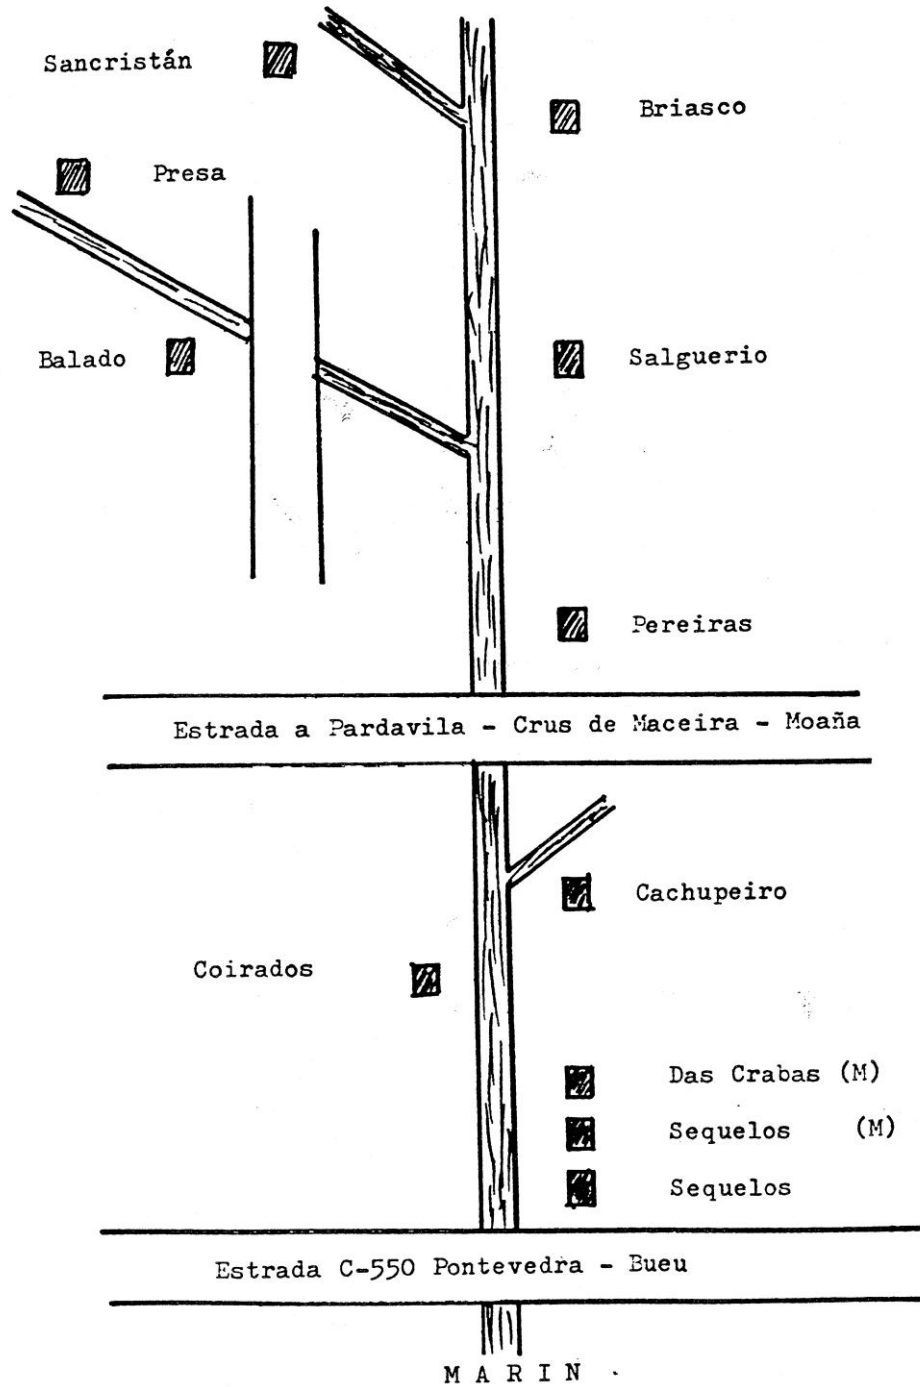 Sancristán
Briasco
Presa
Balado
Salguerio
Pereiras
Estrada a Pardavila - Crus de Maceira - Moaña
Cachupeiro
Coirados
Das Crabas (M)
Sequelos (M)
Sequelos
Estrada C-550 Pontevedra - Bueu
MARIN